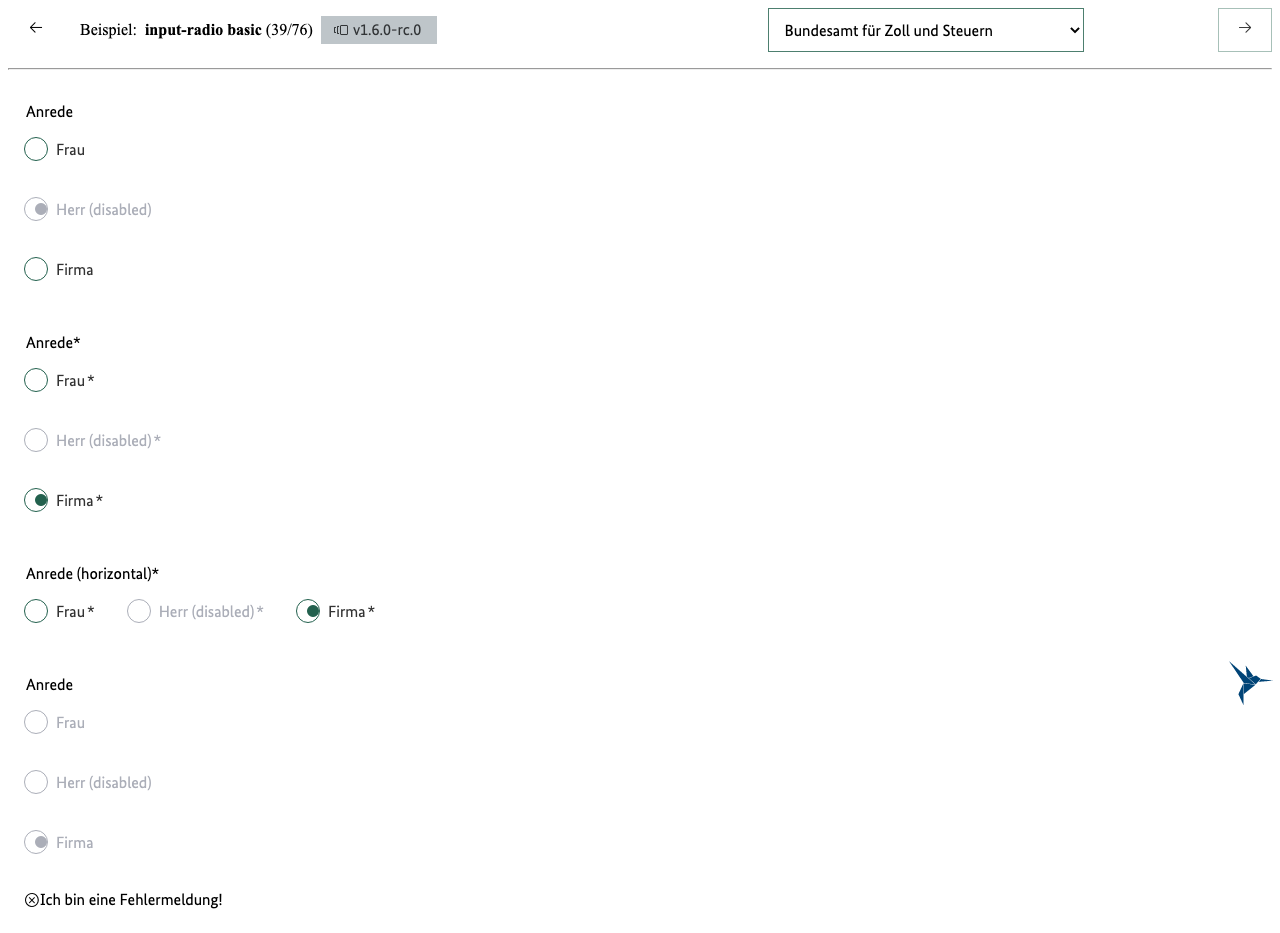 Beispiel: input-radio basic (39/76) v1.6.0-rc.0 Bundesamt für Zoll und Steuern
Anrede
Frau
Herr (disabled)
Firma
Anrede*
Frau*
Herr (disabled)*
Firma*
Anrede (horizontal)*
Frau* Herr (disabled)* Firma*
Anrede
Frau
Herr (disabled)
Firma
Ich bin eine Fehlermeldung!